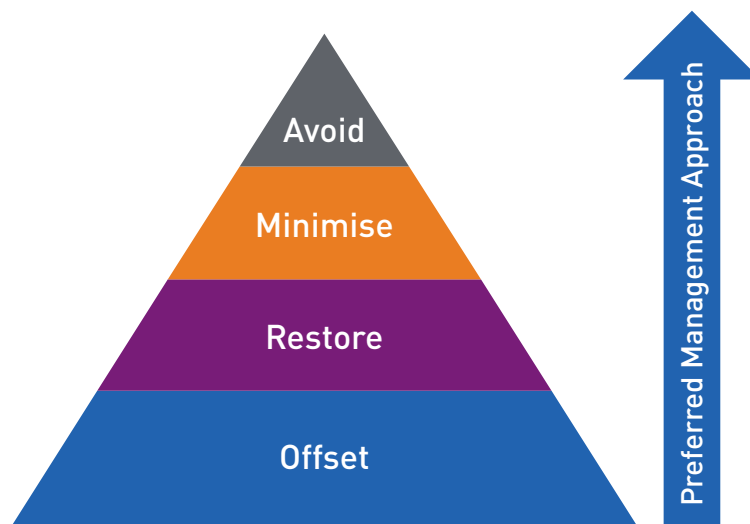 Avoid
Minimise
Restore
Offset
Preferred Management Approach